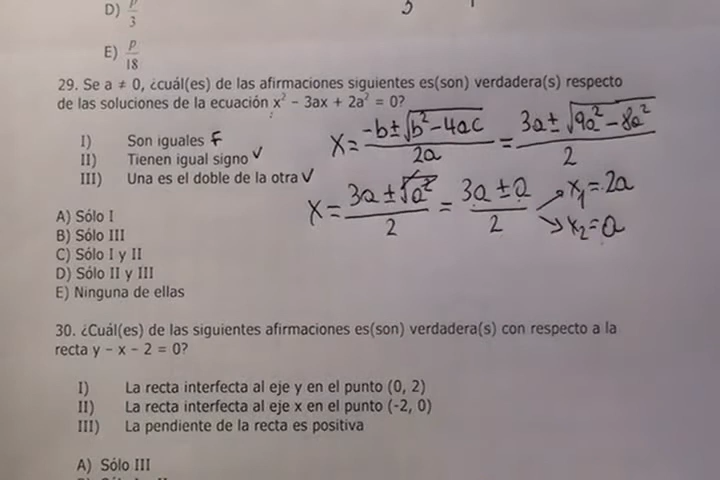 D) p/3
E) p/18
29. Se a ≠ 0, ¿cuál(es) de las afirmaciones siguientes es(son) verdadera(s) respecto
de las soluciones de la ecuación x² - 3ax + 2a² = 0?
I) Son iguales F
II) Tienen igual signo ✓
III) Una es el doble de la otra V
x = (-b ± √(b² - 4ac))/2a = (3a ± √(9a² - 8a²))/2
x = (3a ± √a²)/2 = (3a ± a)/2
x₁ = 2a
x₂ = a
A) Sólo I
B) Sólo III
C) Sólo I y II
D) Sólo II y III
E) Ninguna de ellas
30. ¿Cuál(es) de las siguientes afirmaciones es(son) verdadera(s) con respecto a la
recta y - x - 2 = 0?
I) La recta interfecta al eje y en el punto (0, 2)
II) La recta interfecta al eje x en el punto (-2, 0)
III) La pendiente de la recta es positiva
A) Sólo III